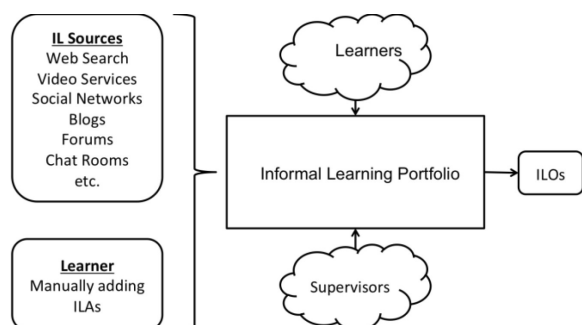 IL Sources
Web Search
Video Services
Social Networks
Blogs
Forums
Chat Rooms
etc.
Learner
Manually adding
ILAs
Learners
Informal Learning Portfolio
Supervisors
ILOs